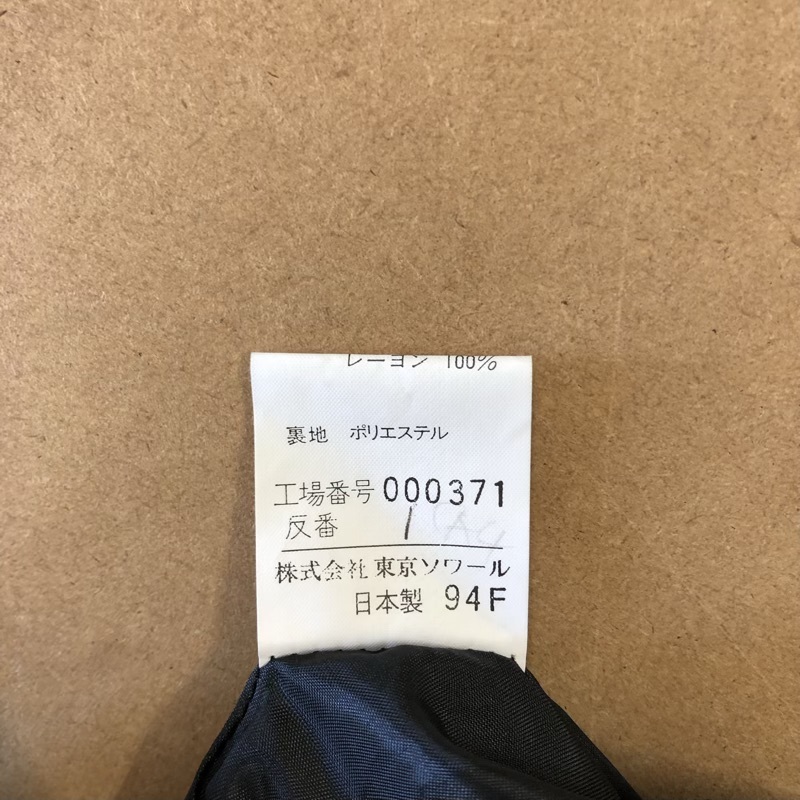 レーヨン 100%
裏地 ポリエステル
工場番号 000371
反番 1
株式会社 東京ソワール
日本製 94F